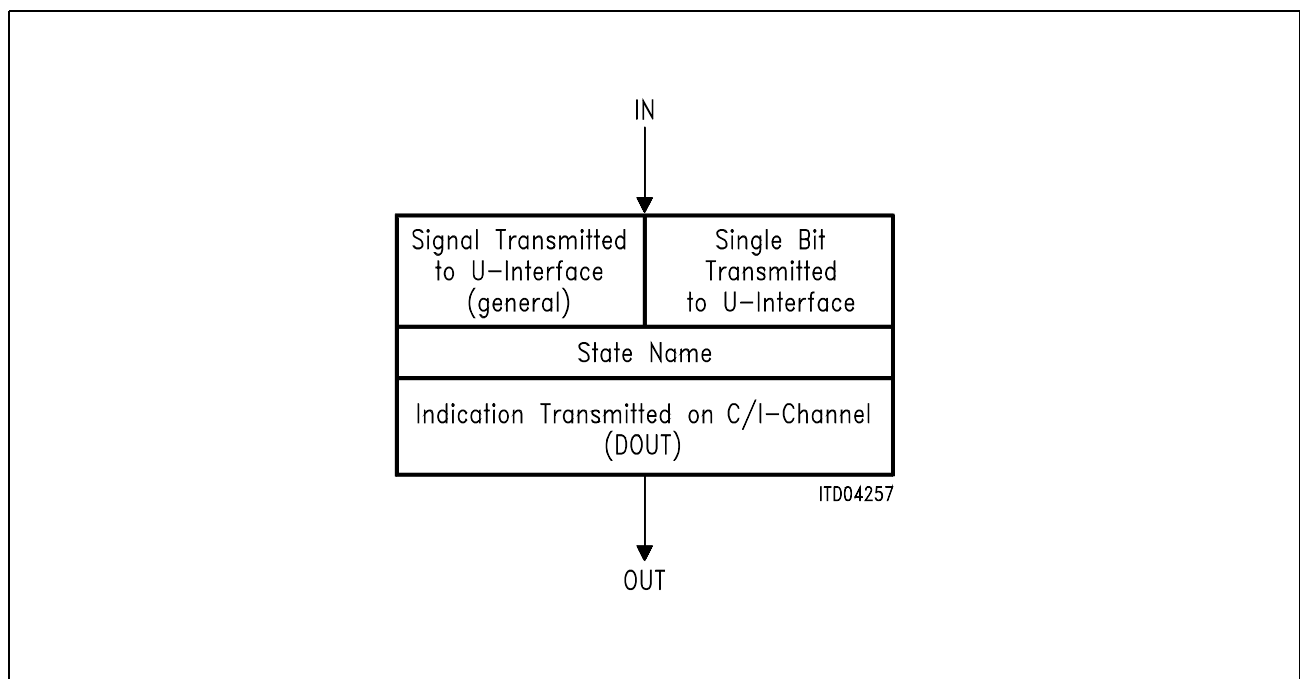 IN
Signal Transmitted
to U-Interface
(general)
Single Bit
Transmitted
to U-Interface
State Name
Indication Transmitted on C/I-Channel
(DOUT)
ITD04257
OUT